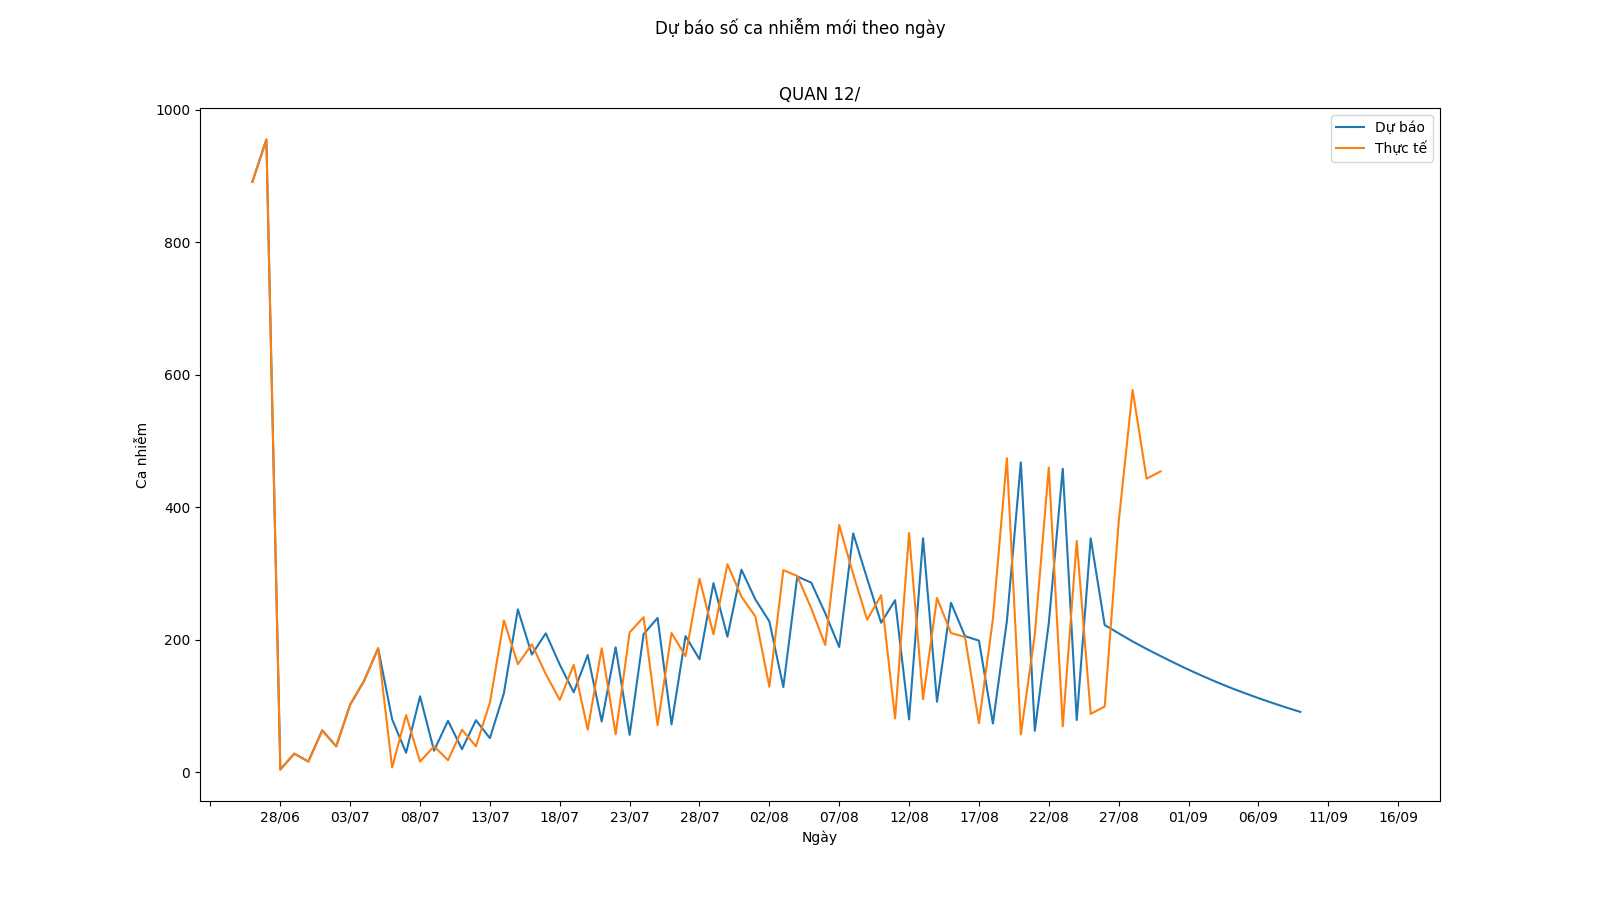 Dự báo số ca nhiễm mới theo ngày
QUAN 12/
Dự báo
Thực tế
Ca nhiễm
1000
800
600
400
200
0
28/06 03/07 08/07 13/07 18/07 23/07 28/07 02/08 07/08 12/08 17/08 22/08 27/08 01/09 06/09 11/09 16/09
Ngày